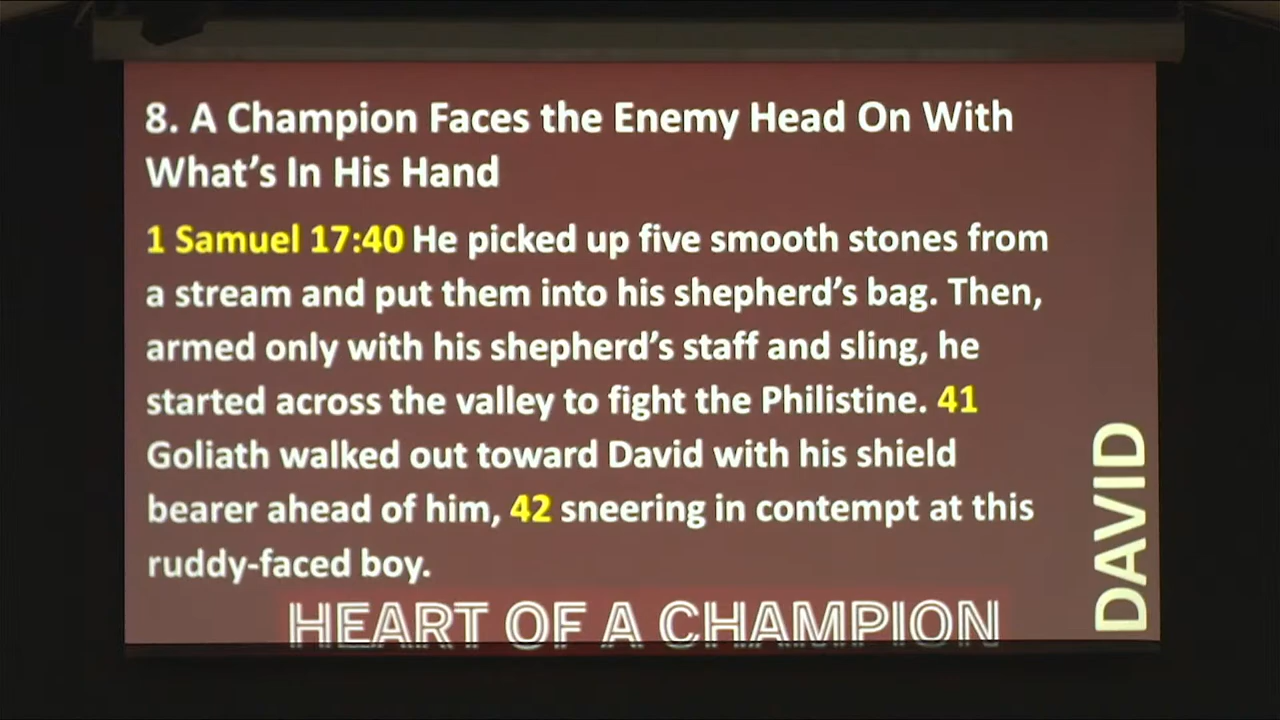 8. A Champion Faces the Enemy Head On With
What's In His Hand
1 Samuel 17:40 He picked up five smooth stones from
a stream and put them into his shepherd's bag. Then,
armed only with his shepherd's staff and sling, he
started across the valley to fight the Philistine. 41
Goliath walked out toward David with his shield
bearer ahead of him, 42 sneering in contempt at this
ruddy-faced boy.
HEART OF A CHAMPION
DAVID